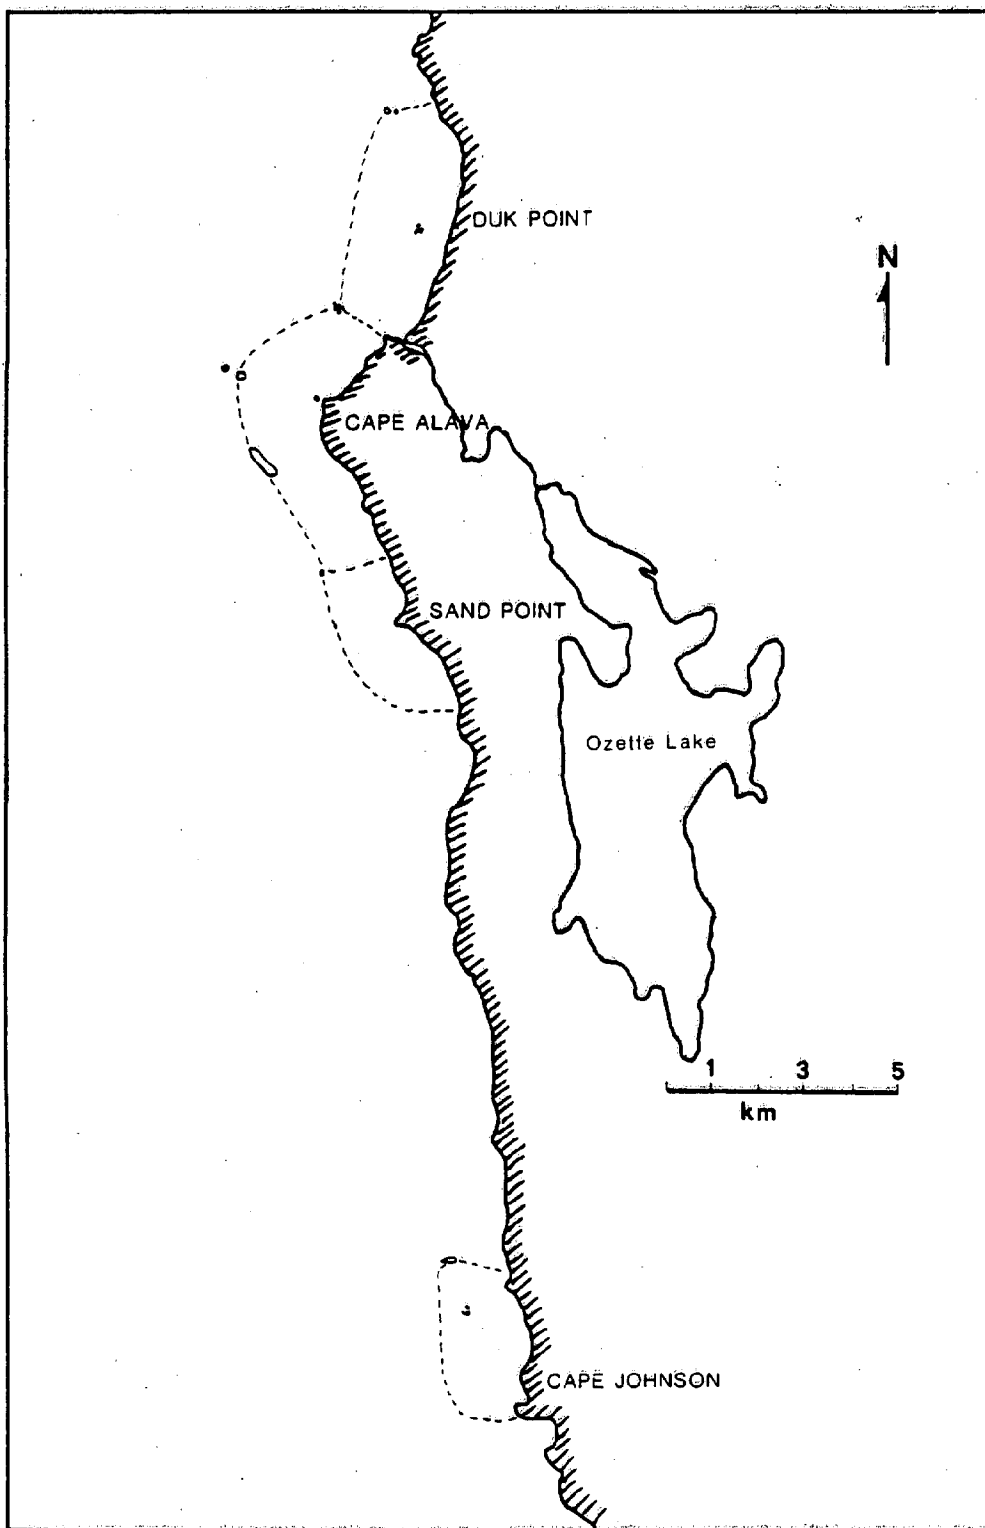 DUK POINT
N
CAPE ALAVA
SAND POINT
Ozette Lake
1 3 5
km
CAPE JOHNSON